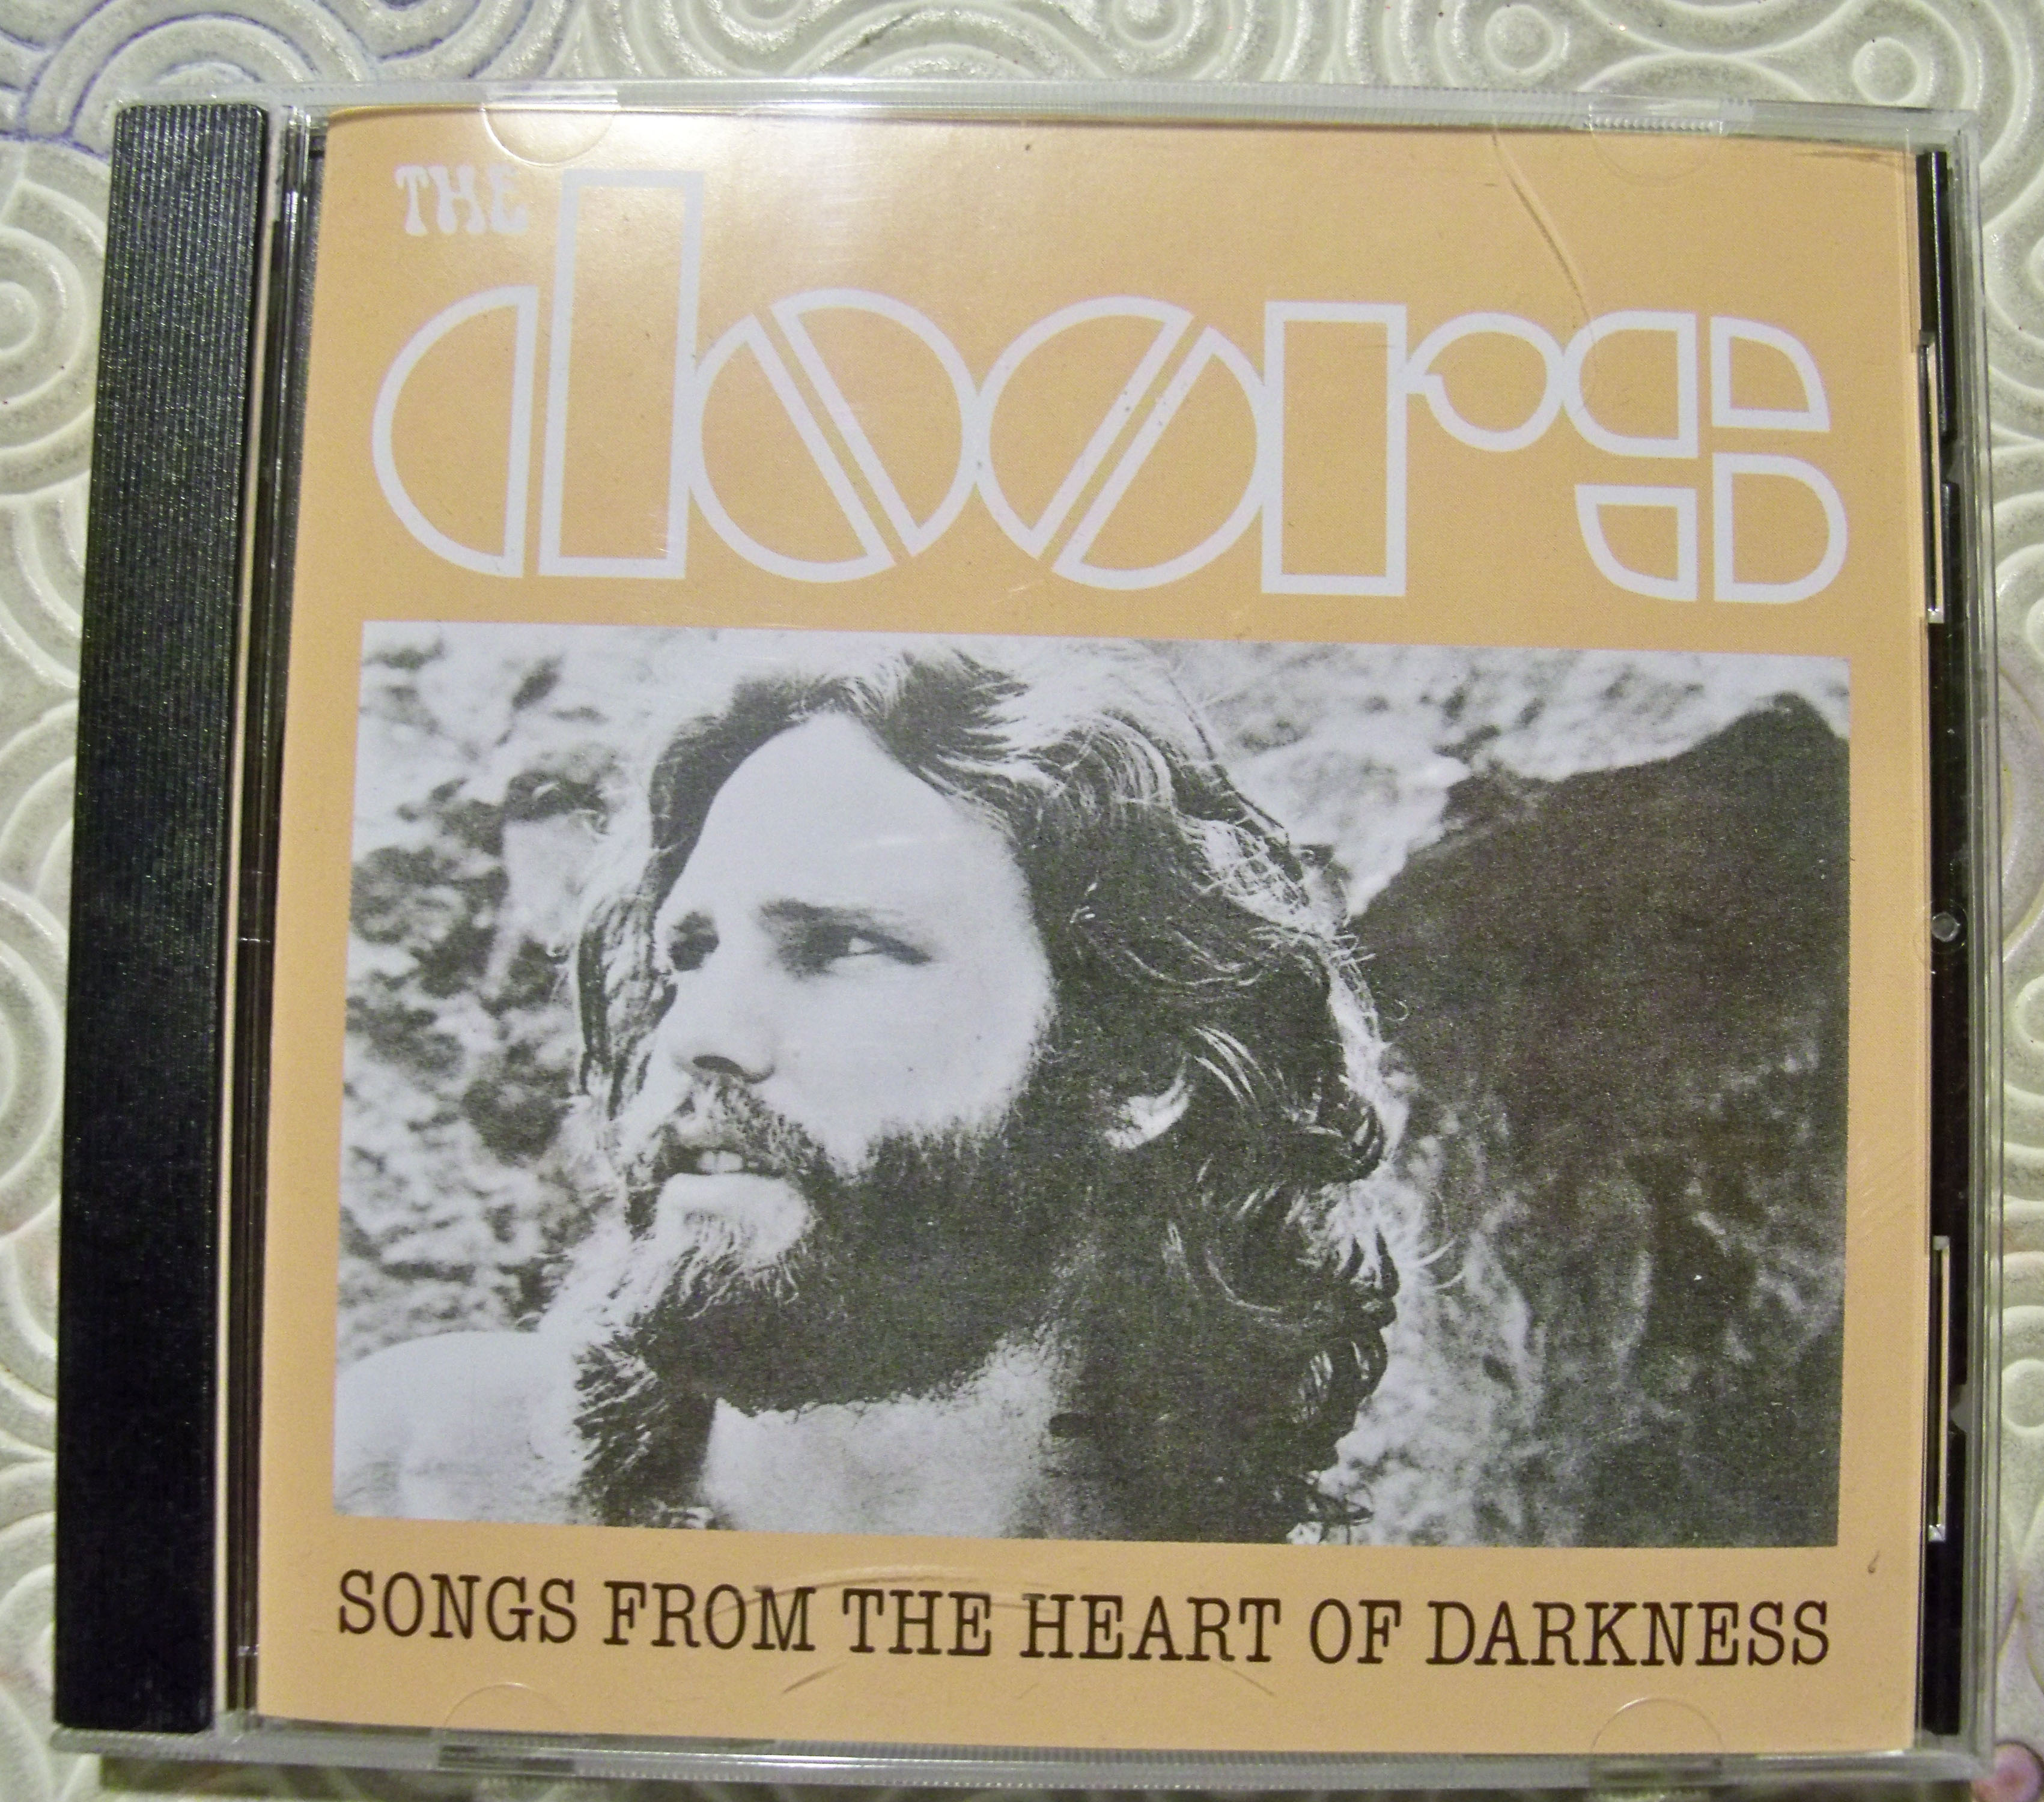 THE
doors
SONGS FROM THE HEART OF DARKNESS